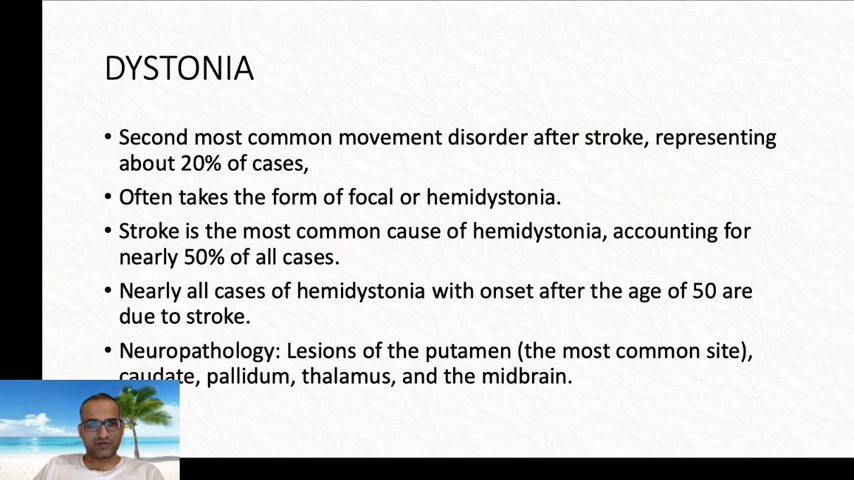 DYSTONIA
• Second most common movement disorder after stroke, representing
about 20% of cases,
• Often takes the form of focal or hemidystonia.
• Stroke is the most common cause of hemidystonia, accounting for
nearly 50% of all cases.
• Nearly all cases of hemidystonia with onset after the age of 50 are
due to stroke.
• Neuropathology: Lesions of the putamen (the most common site),
caudate, pallidum, thalamus, and the midbrain.